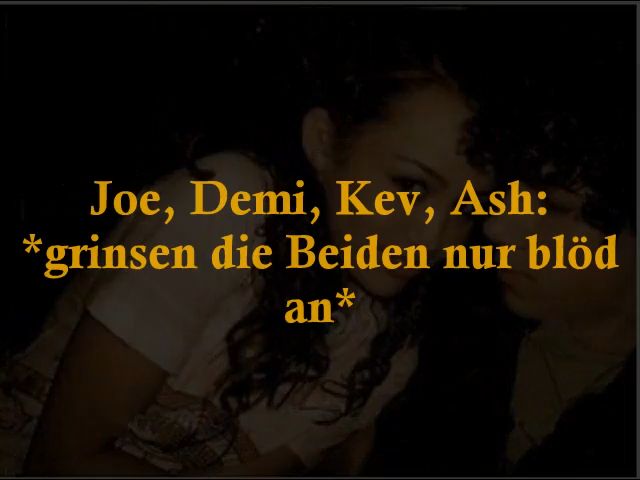 Joe, Demi, Kev, Ash:
*grinsen die Beiden nur blöd
an*